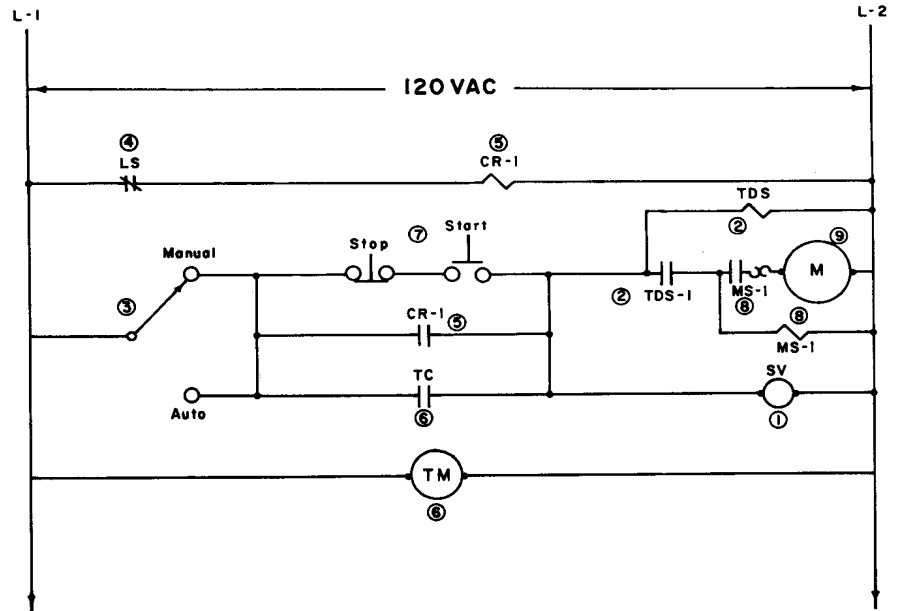 L-1
L-2
120 VAC
④
LS
⑤
CR-1
TDS
②
Manual
Stop
⑦
Start
⑨
M
③
②
TDS-1
MS-1
⑧
⑧
MS-1
CR-1
⑤
TC
⑥
SV
①
Auto
TM
⑥